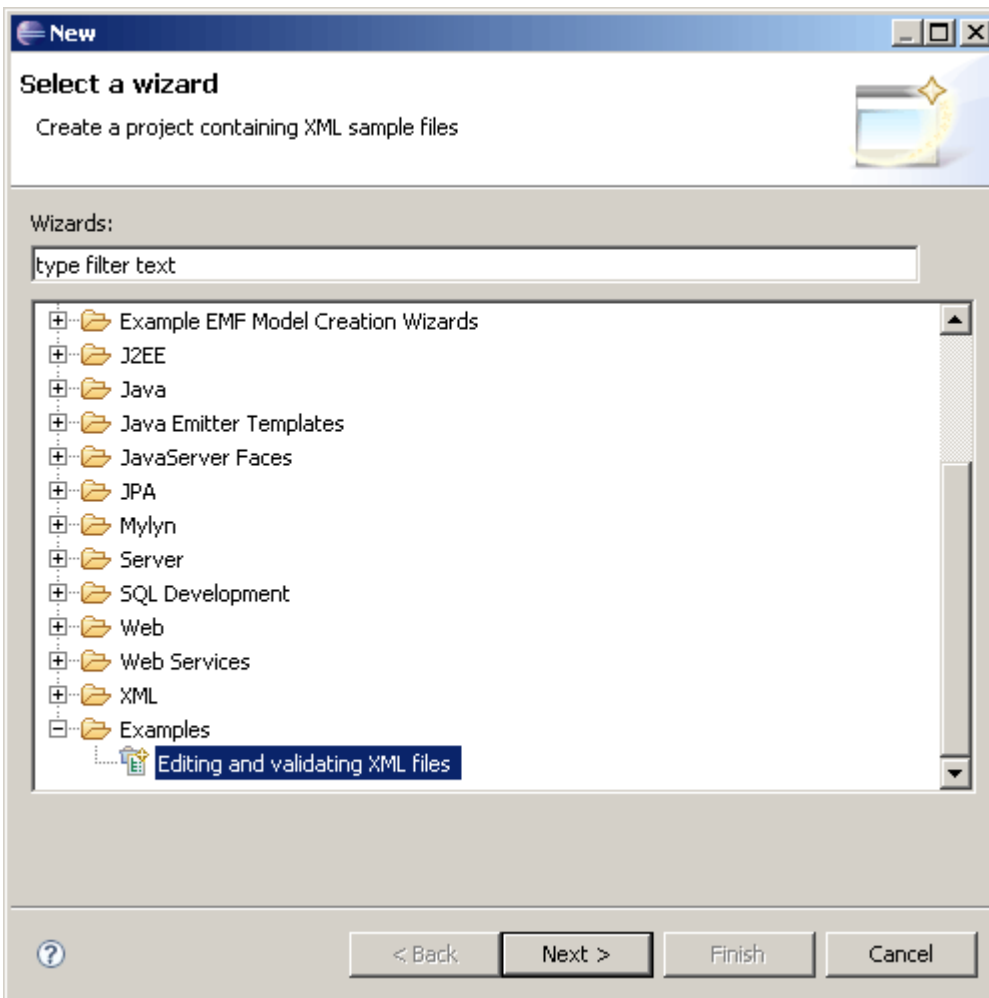 New
Select a wizard
Create a project containing XML sample files
Wizards:
type filter text
Example EMF Model Creation Wizards
J2EE
Java
Java Emitter Templates
JavaServer Faces
JPA
Mylyn
Server
SQL Development
Web
Web Services
XML
Examples
Editing and validating XML files
? < Back Next > Finish Cancel